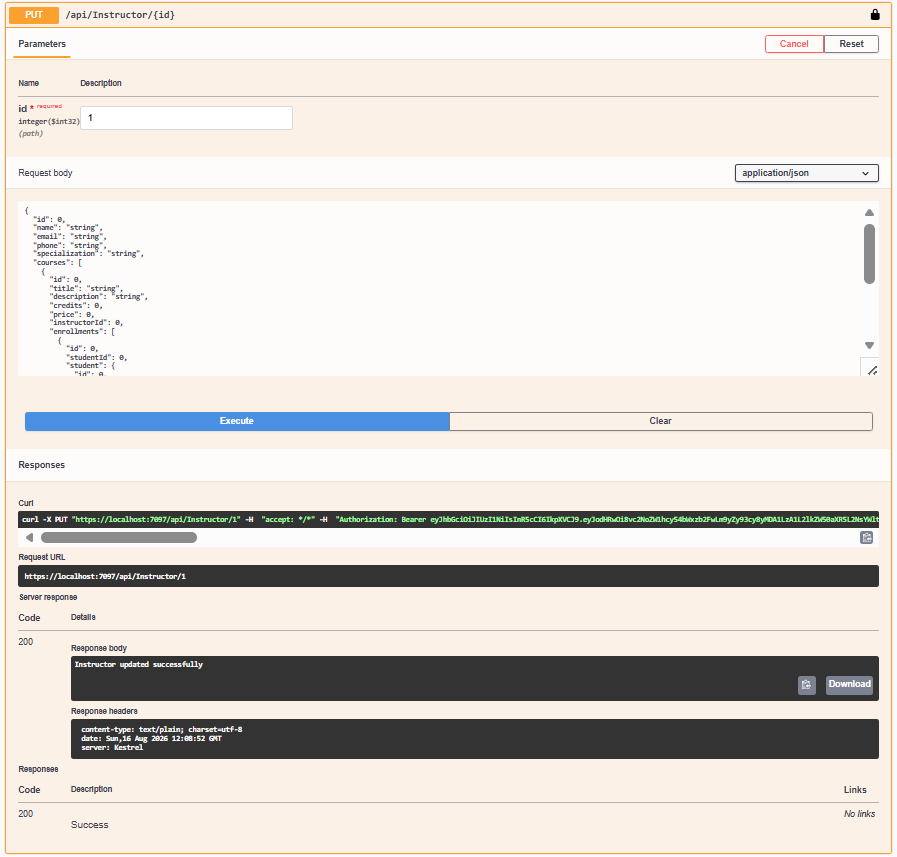 PUT /api/Instructor/{id}
Parameters
Cancel Reset
Name Description
id * required
integer($int32)
(path)
1
Request body
application/json
{
"id": 0,
"name": "string",
"email": "string",
"phone": "string",
"specialization": "string",
"courses": [
{
"id": 0,
"title": "string",
"description": "string",
"credits": 0,
"price": 0,
"instructorId": 0,
"enrollments": [
{
"id": 0,
"studentId": 0,
"student": {
"id": 0,
Execute Clear
Responses
Curl
curl -X PUT "https://localhost:7097/api/Instructor/1" -H "accept: */*" -H "Authorization: Bearer
Request URL
https://localhost:7097/api/Instructor/1
Server response
Code Details
200
Response body
Instructor updated successfully
Download
Response headers
content-type: text/plain; charset=utf-8
date: Sun,16 Aug 2026 12:08:52 GMT
server: Kestrel
Responses
Code Description Links
200 No links
Success